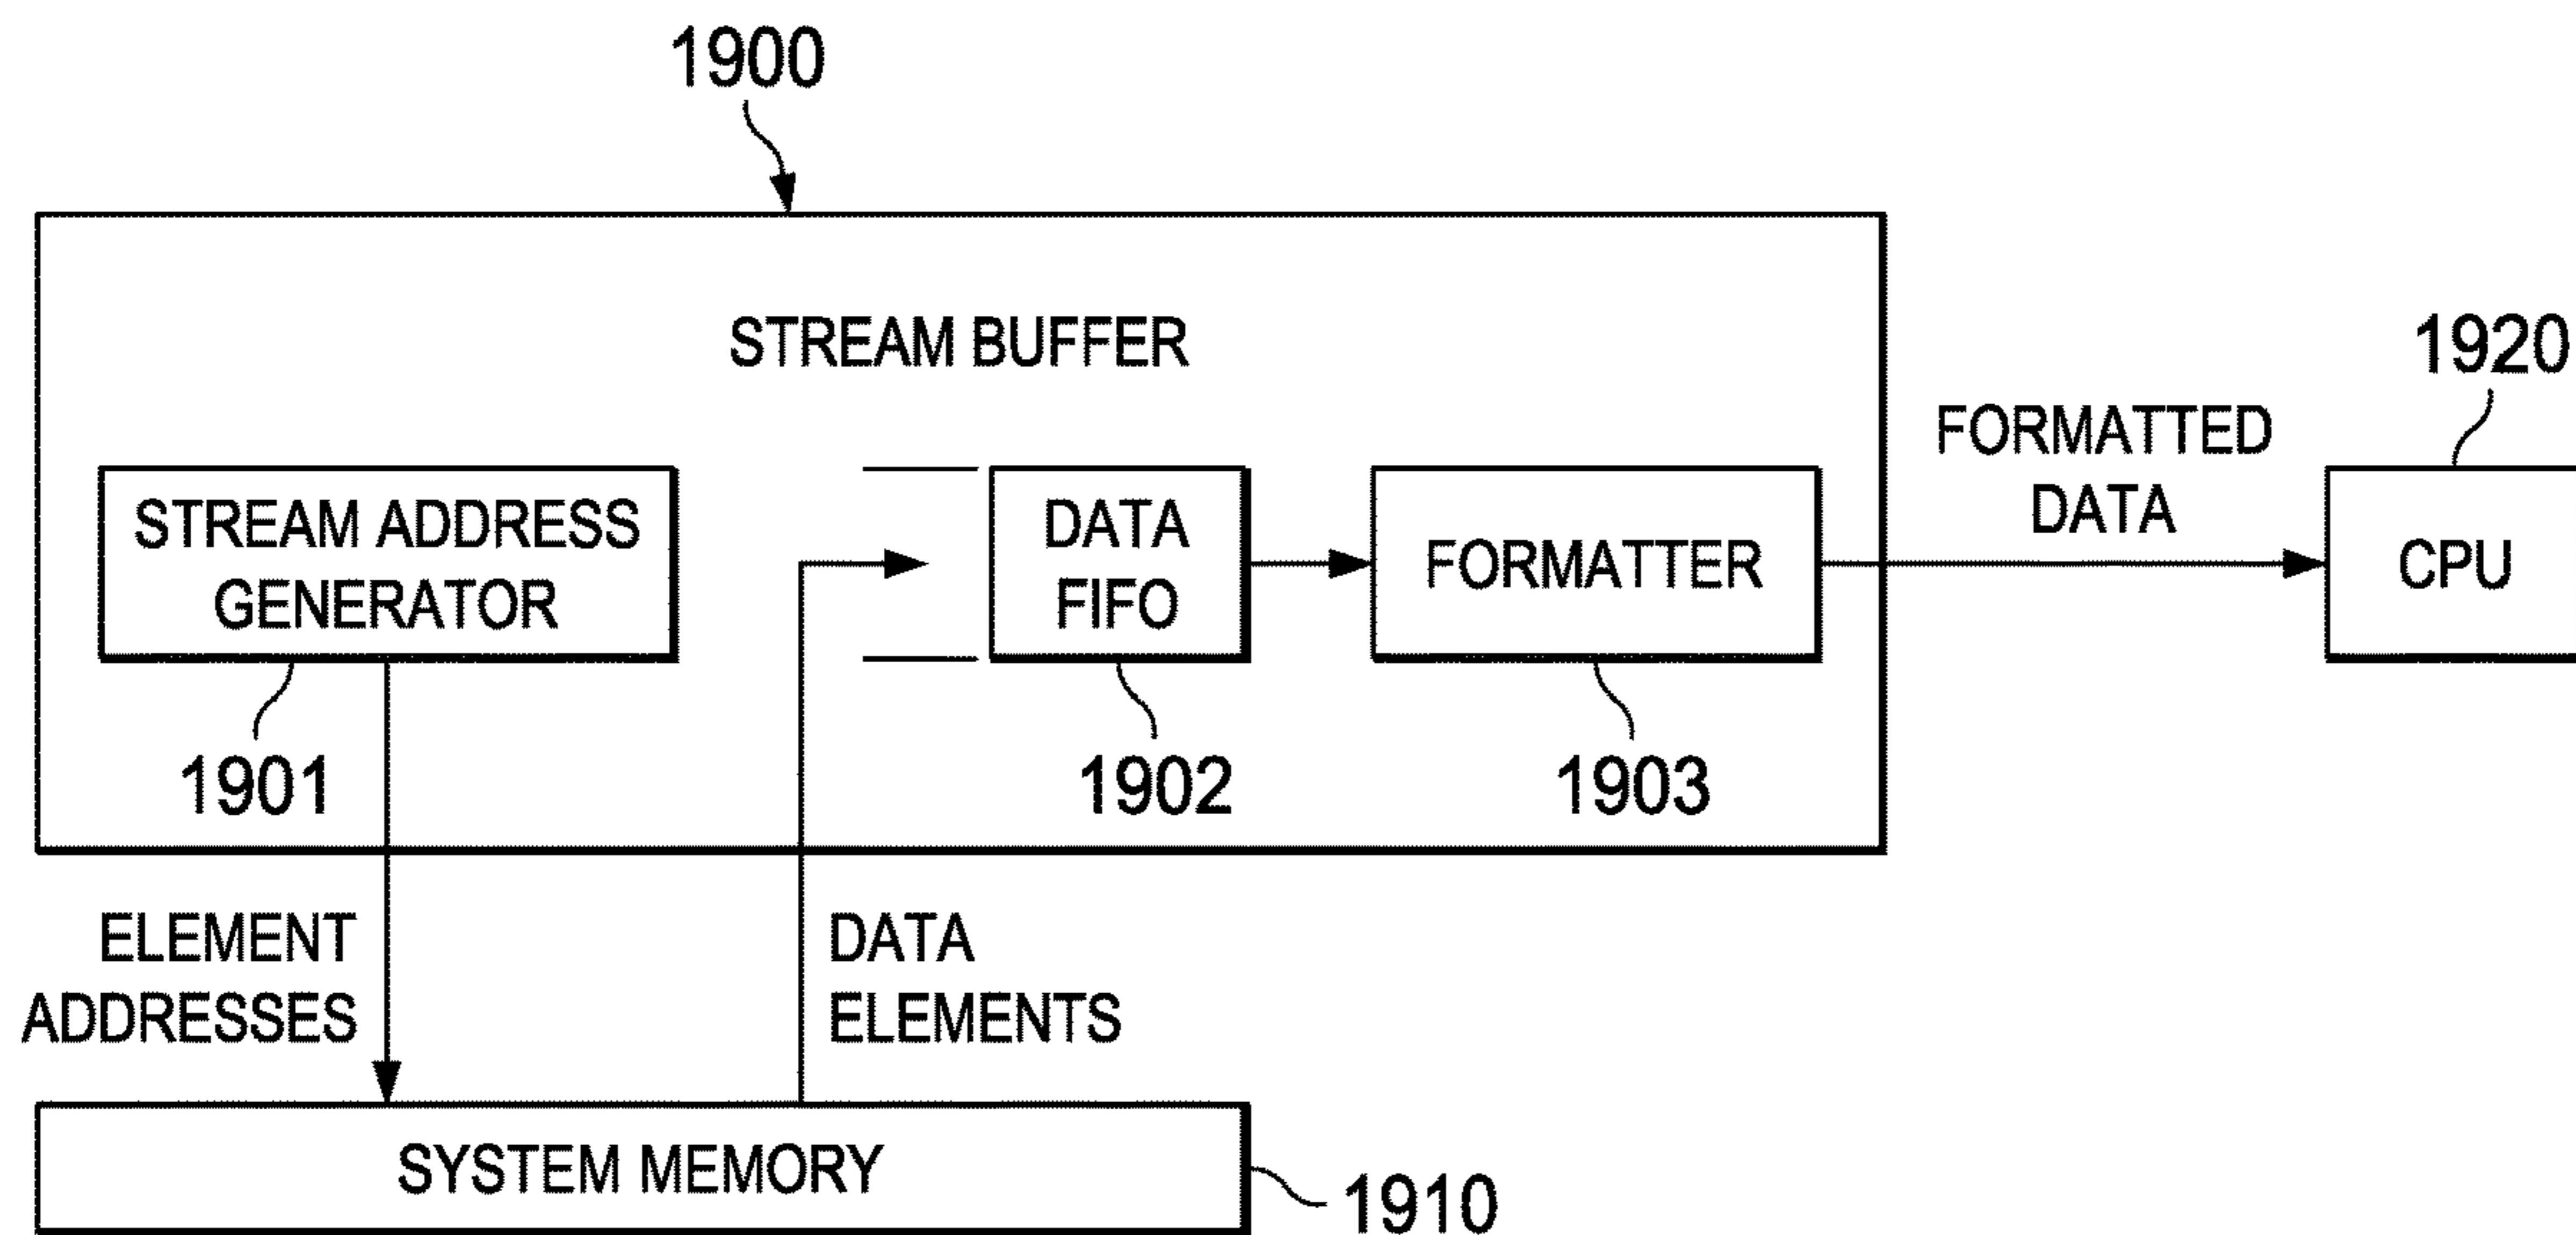 1900
STREAM BUFFER
1920
FORMATTED
DATA
STREAM ADDRESS
GENERATOR
DATA
FIFO
FORMATTER
CPU
1901
1902
1903
ELEMENT
ADDRESSES
DATA
ELEMENTS
SYSTEM MEMORY
1910